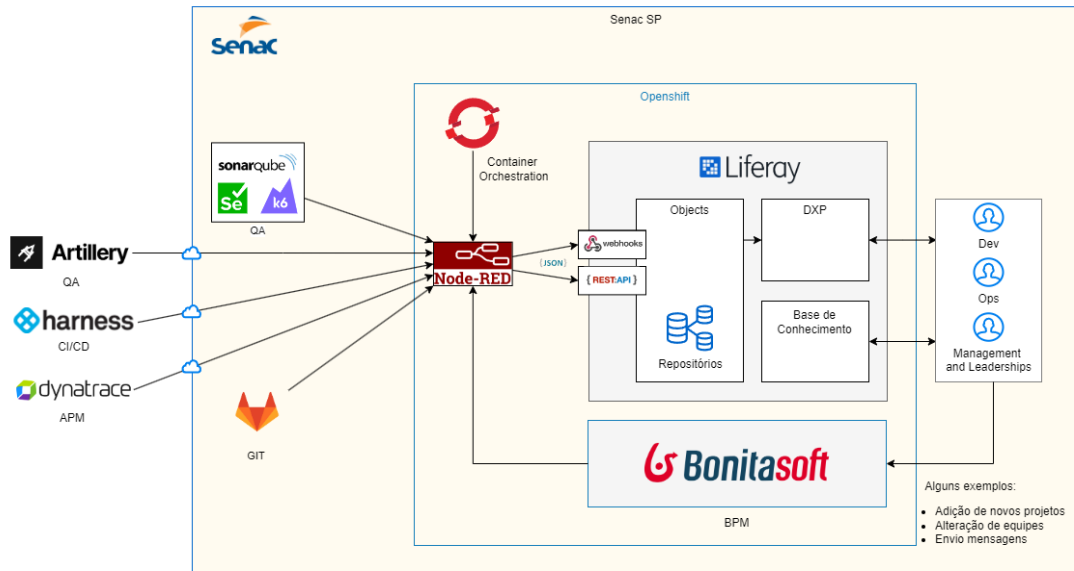 Senac SP
Senac
Openshift
sonarqube
Se
k6
QA
Container
Orchestration
Liferay
Objects
DXP
Dev
Ops
Management
and Leaderships
Artillery
QA
Node-RED
{JSON}
webhooks
{ REST:API }
harness
CI/CD
Base de
Conhecimento
Repositórios
dynatrace
APM
GIT
Bonitasoft
BPM
Alguns exemplos:
Adição de novos projetos
Alteração de equipes
Envio mensagens